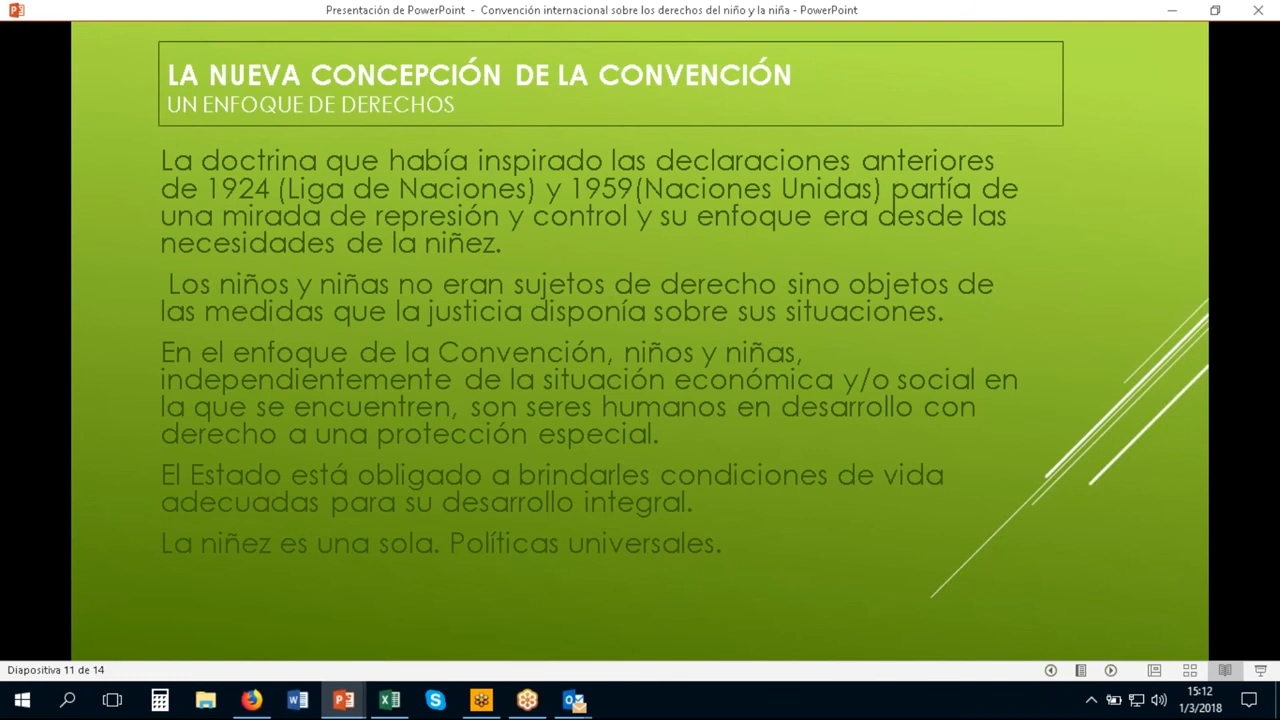 Presentación de PowerPoint - Convención internacional sobre los derechos del niño y la niña - PowerPoint
LA NUEVA CONCEPCIÓN DE LA CONVENCIÓN
UN ENFOQUE DE DERECHOS
La doctrina que había inspirado las declaraciones anteriores
de 1924 (Liga de Naciones) y 1959(Naciones Unidas) partía de
una mirada de represión y control y su enfoque era desde las
necesidades de la niñez.
Los niños y niñas no eran sujetos de derecho sino objetos de
las medidas que la justicia disponía sobre sus situaciones.
En el enfoque de la Convención, niños y niñas,
independientemente de la situación económica y/o social en
la que se encuentren, son seres humanos en desarrollo con
derecho a una protección especial.
El Estado está obligado a brindarles condiciones de vida
adecuadas para su desarrollo integral.
La niñez es una sola. Políticas universales.
Diapositiva 11 de 14
15:12
1/3/2018